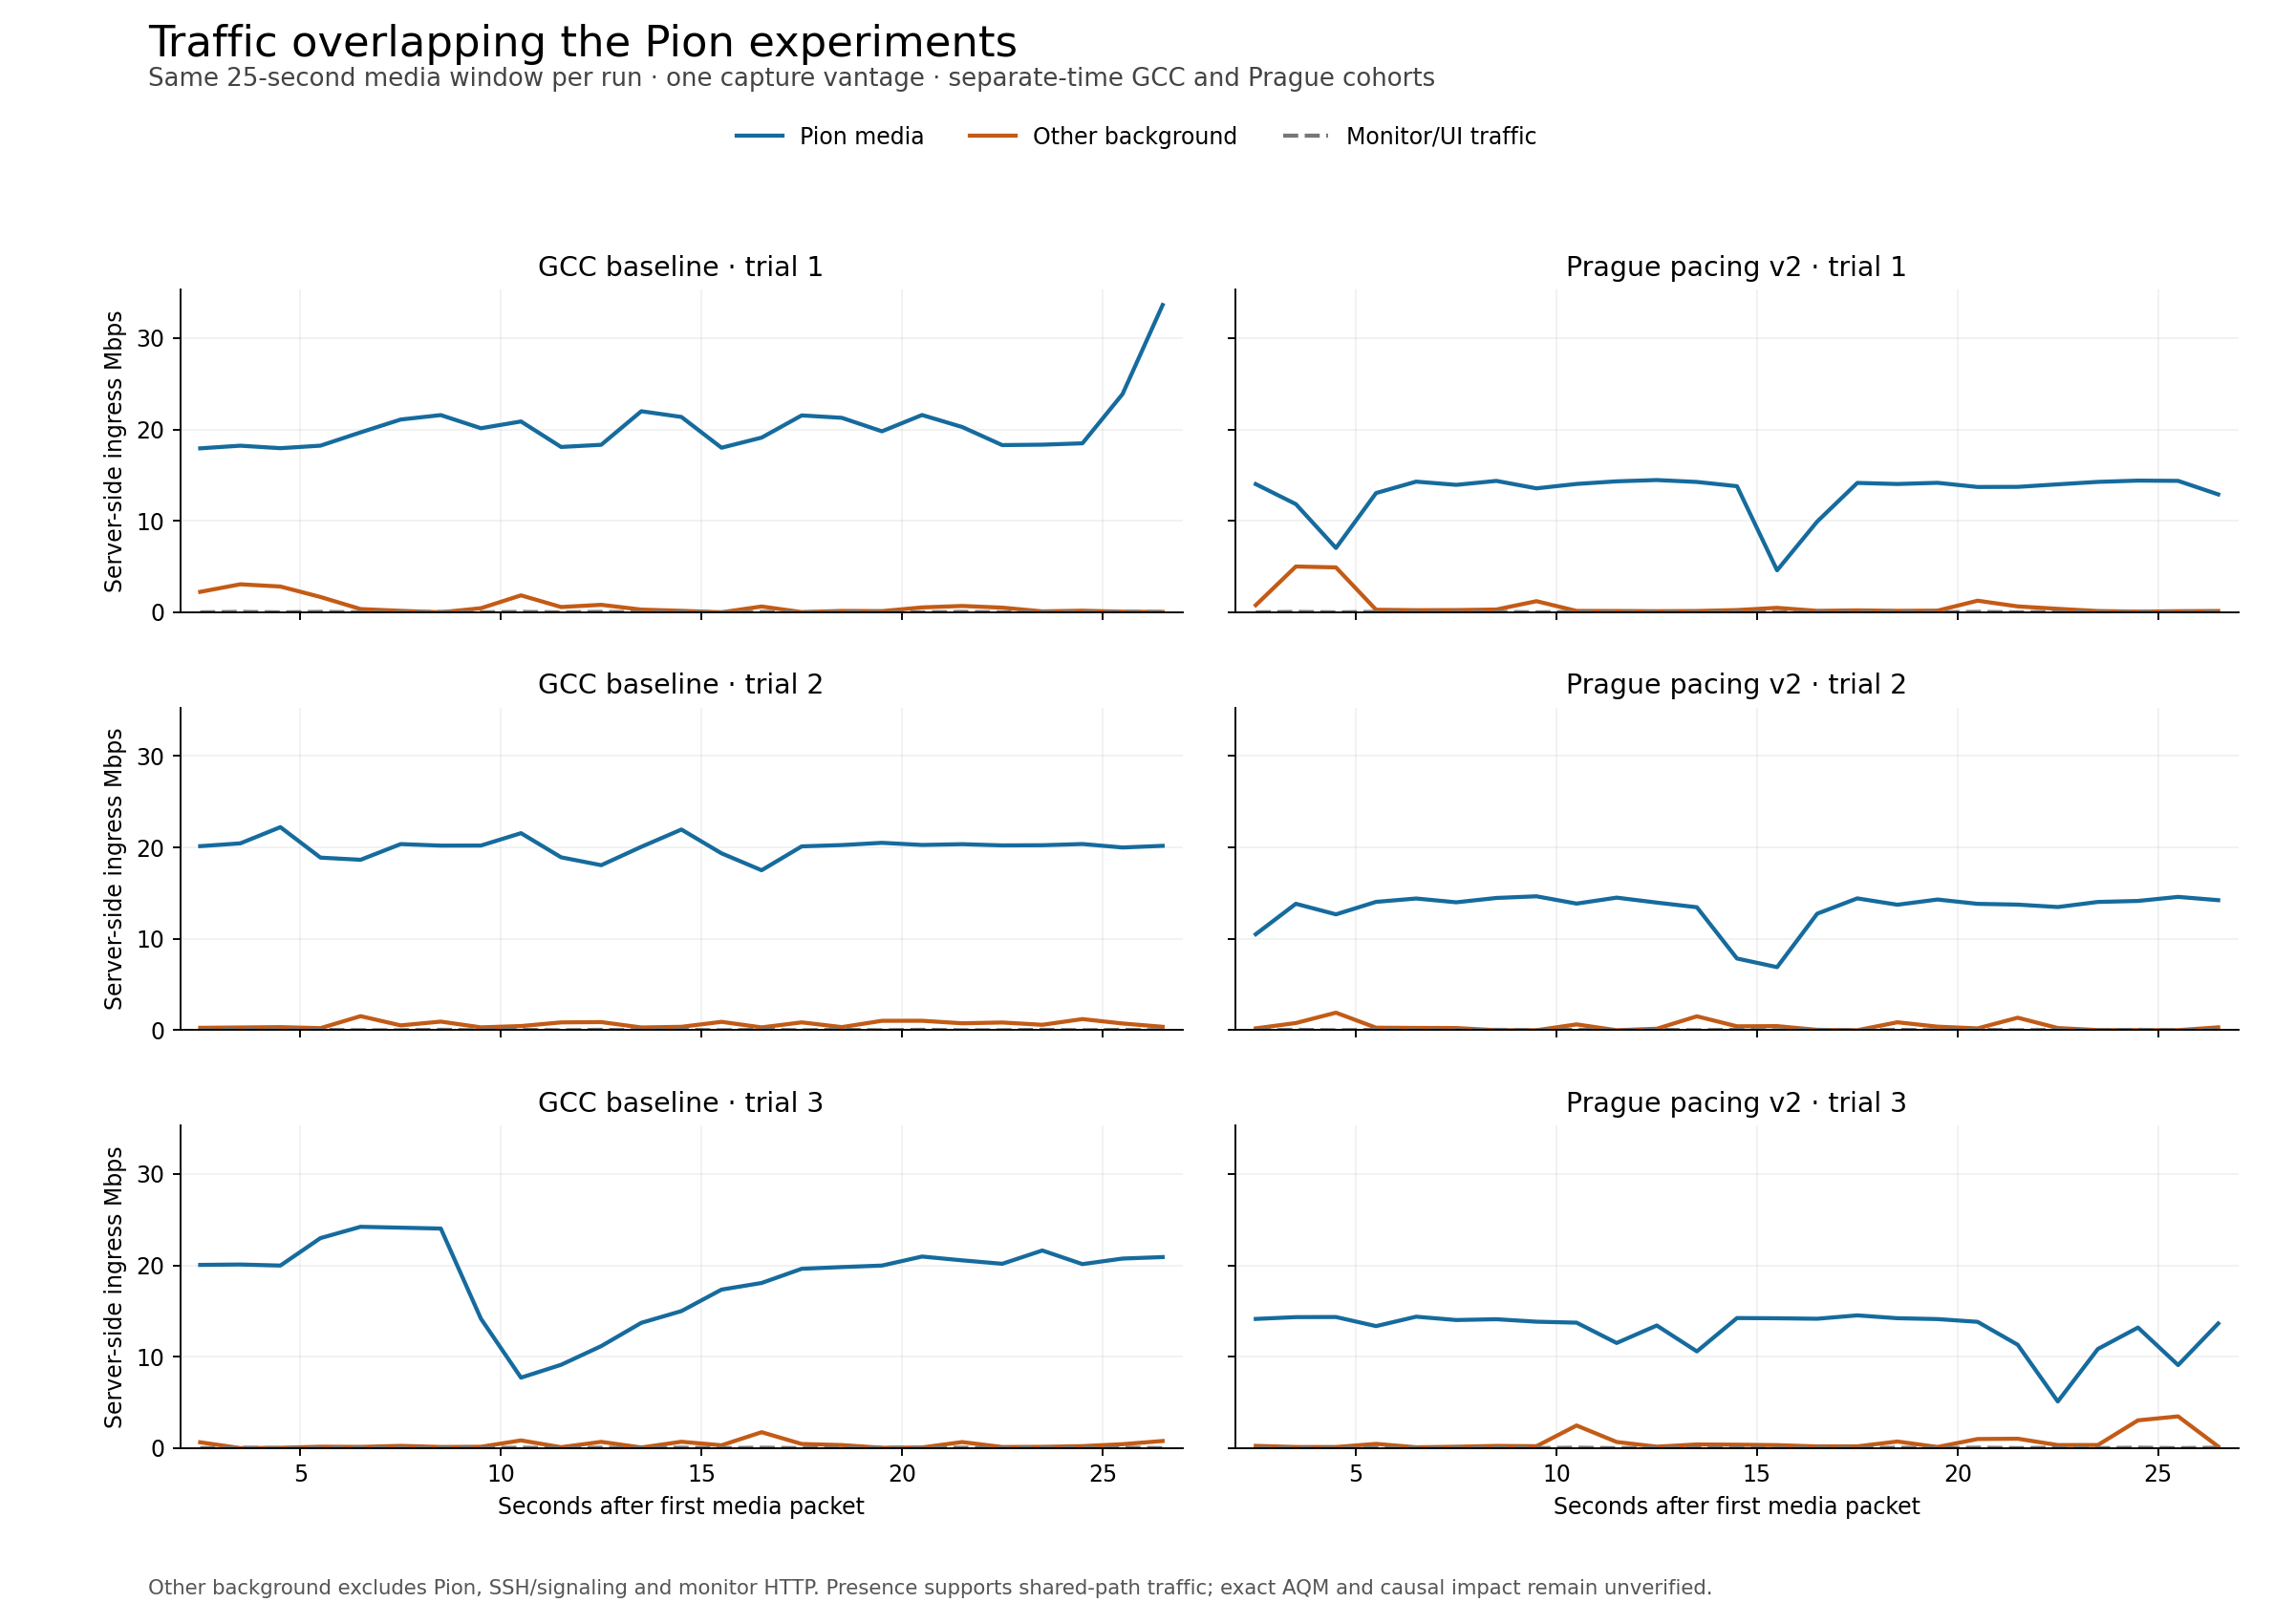 Traffic overlapping the Pion experiments
Same 25-second media window per run · one capture vantage · separate-time GCC and Prague cohorts
Pion media
Other background
Monitor/UI traffic
GCC baseline · trial 1
Prague pacing v2 · trial 1
Server-side ingress Mbps
30
20
10
0
GCC baseline · trial 2
Prague pacing v2 · trial 2
Server-side ingress Mbps
30
20
10
0
GCC baseline · trial 3
Prague pacing v2 · trial 3
Server-side ingress Mbps
30
20
10
0
5 10 15 20 25
5 10 15 20 25
Seconds after first media packet
Seconds after first media packet
Other background excludes Pion, SSH/signaling and monitor HTTP. Presence supports shared-path traffic; exact AQM and causal impact remain unverified.